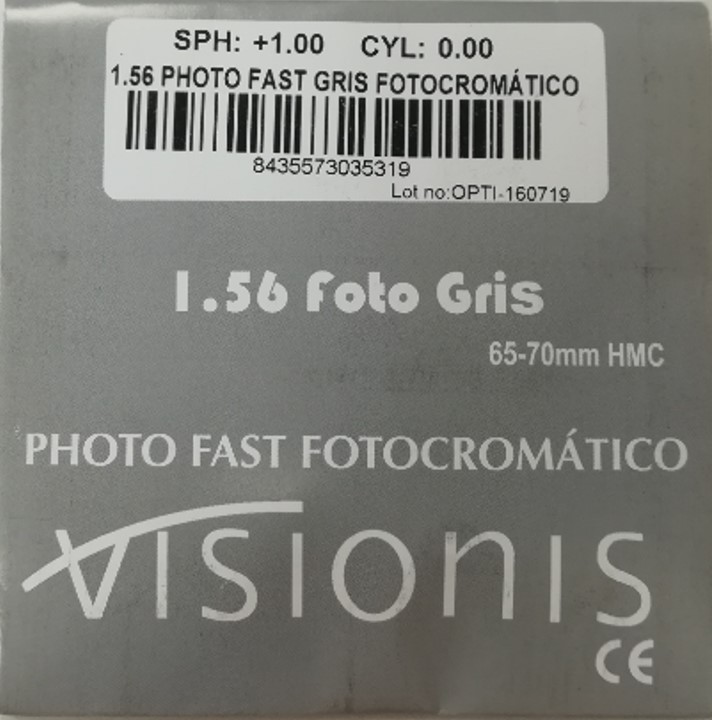 SPH: +1.00 CYL: 0.00
1.56 PHOTO FAST GRIS FOTOCROMÁTICO
8435573035319
Lot no:OPTI-160719
1.56 Foto Gris
65-70mm HMC
PHOTO FAST FOTOCROMÁTICO
VISIONIS
CE